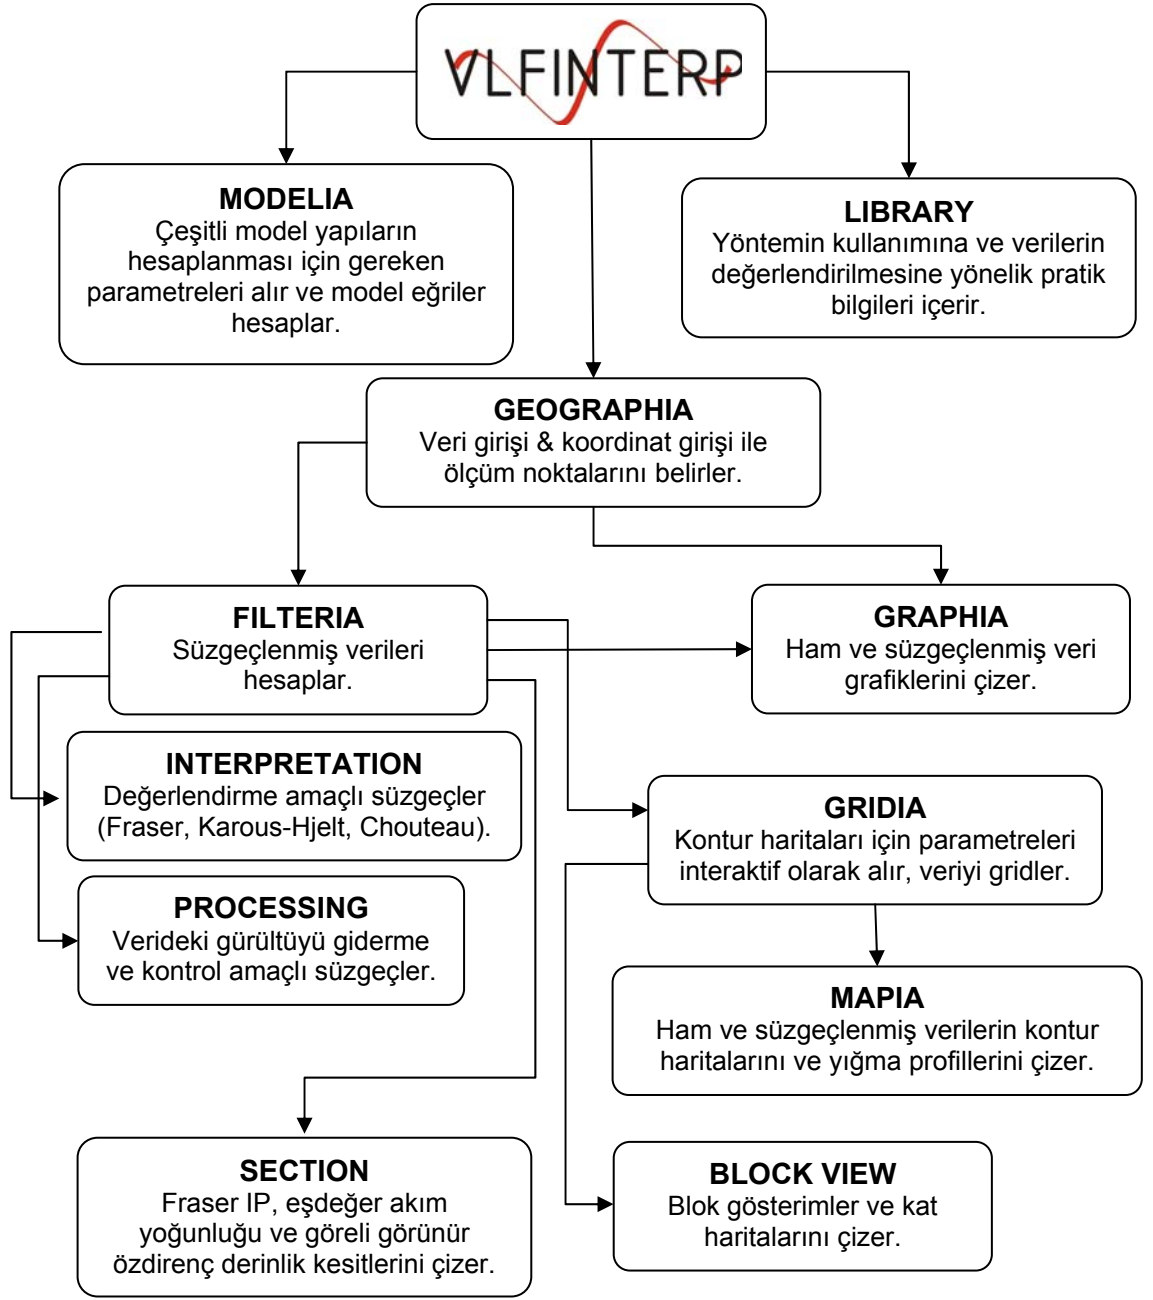 VLFINTERP
MODELIA
Çeşitli model yapıların
hesaplanması için gereken
parametreleri alır ve model eğriler
hesaplar.
LIBRARY
Yöntemin kullanımına ve verilerin
değerlendirilmesine yönelik pratik
bilgileri içerir.
GEOGRAPHIA
Veri girişi & koordinat girişi ile
ölçüm noktalarını belirler.
FILTERIA
Süzgeçlenmiş verileri
hesaplar.
GRAPHIA
Ham ve süzgeçlenmiş veri
grafiklerini çizer.
INTERPRETATION
Değerlendirme amaçlı süzgeçler
(Fraser, Karous-Hjelt, Chouteau).
GRIDIA
Kontur haritaları için parametreleri
interaktif olarak alır, veriyi gridler.
PROCESSING
Verideki gürültüyü giderme
ve kontrol amaçlı süzgeçler.
MAPIA
Ham ve süzgeçlenmiş verilerin kontur
haritalarını ve yığma profillerini çizer.
SECTION
Fraser IP, eşdeğer akım
yoğunluğu ve göreli görünür
özdirenç derinlik kesitlerini çizer.
BLOCK VIEW
Blok gösterimler ve kat
haritalarını çizer.